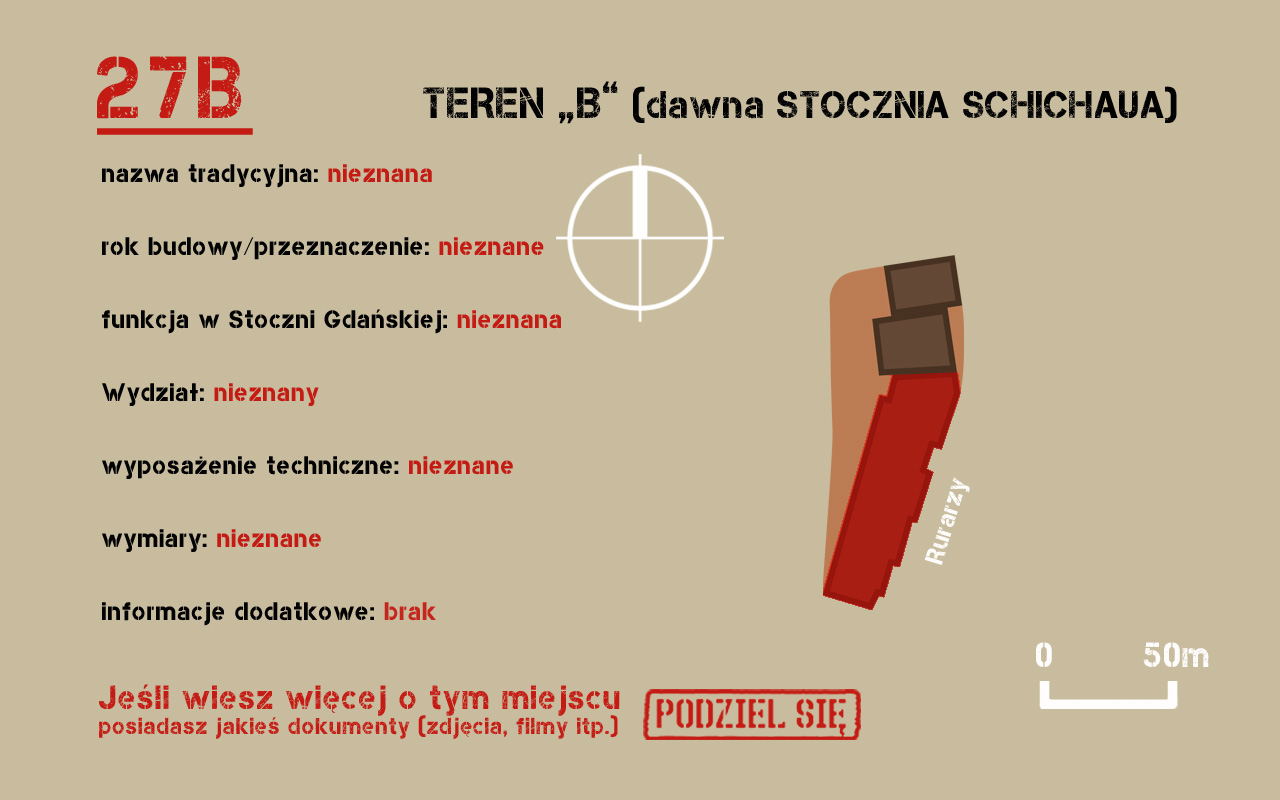 27B
TEREN „B“ (dawna STOCZNIA SCHICHAUA)
nazwa tradycyjna: nieznana
rok budowy/przeznaczenie: nieznane
funkcja w Stoczni Gdańskiej: nieznana
Wydział: nieznany
wyposażenie techniczne: nieznane
wymiary: nieznane
informacje dodatkowe: brak
Rurarzy
0 50m
Jeśli wiesz więcej o tym miejscu
posiadasz jakieś dokumenty (zdjęcia, filmy itp.)
PODZIEL SIĘ